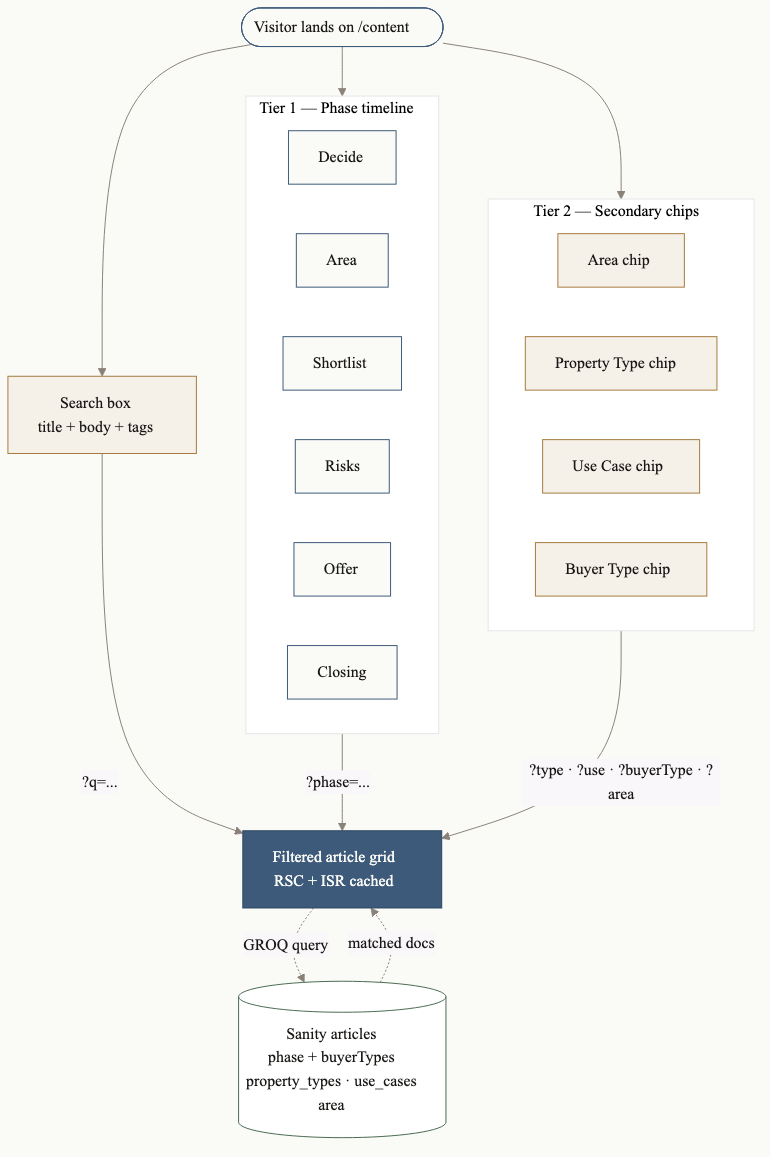 Visitor lands on /content
Tier 1 — Phase timeline
Decide
Area
Shortlist
Risks
Offer
Closing
Tier 2 — Secondary chips
Area chip
Property Type chip
Use Case chip
Buyer Type chip
Search box
title + body + tags
?q=...
?phase=...
?type · ?use · ?buyerType · ?
area
Filtered article grid
RSC + ISR cached
GROQ query
matched docs
Sanity articles
phase + buyerTypes
property_types · use_cases
area